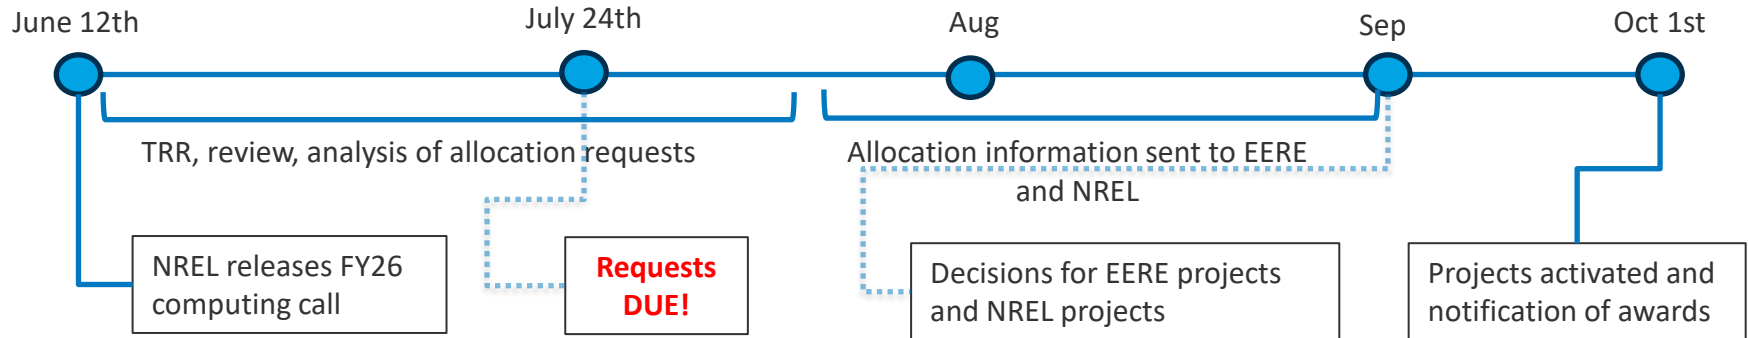 June 12th
July 24th
Aug
Sep
Oct 1st
TRR, review, analysis of allocation requests
Allocation information sent to EERE
and NREL
NREL releases FY26
computing call
Requests
DUE!
Decisions for EERE projects
and NREL projects
Projects activated and
notification of awards